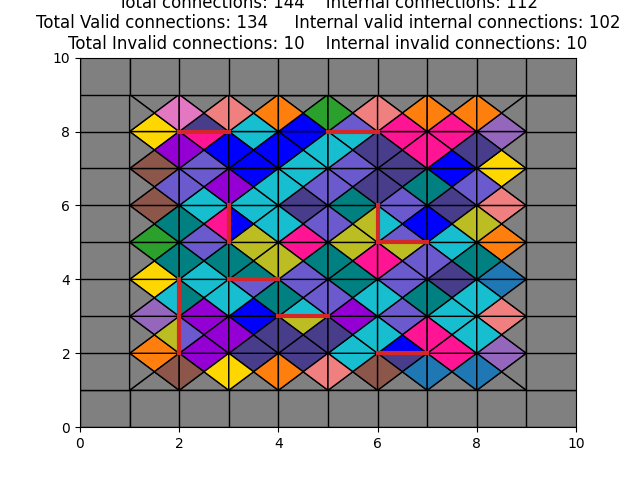 Total connections: 144    Internal connections: 112
Total Valid connections: 134    Internal valid internal connections: 102
Total Invalid connections: 10    Internal invalid connections: 10
10
8
6
4
2
0
0 2 4 6 8 10